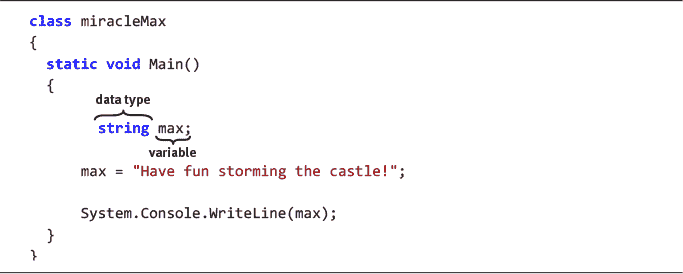 class miracleMax
{
static void Main()
{
data type
string max;
variable
max = "Have fun storming the castle!";
System.Console.WriteLine(max);
}
}